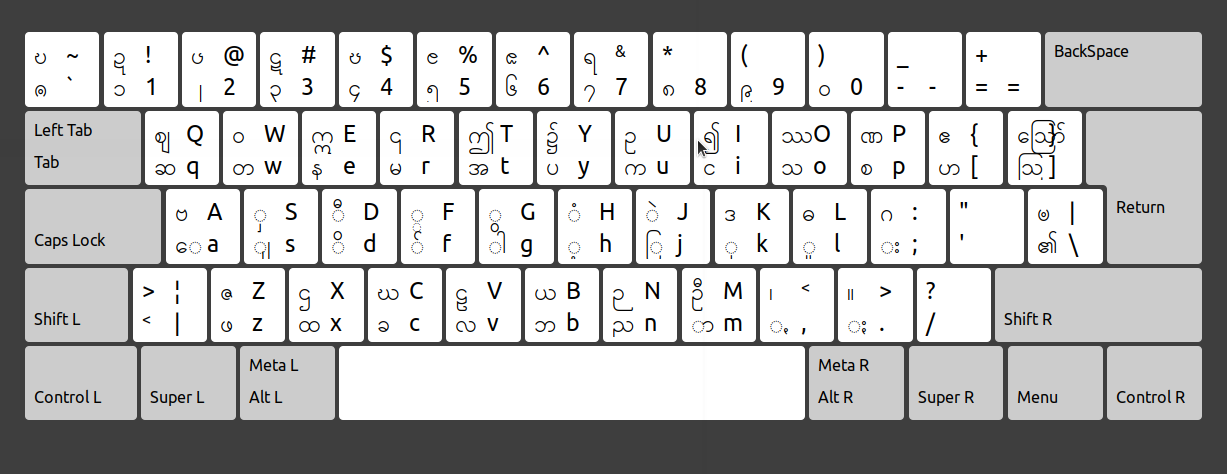 ဎ ~ ဍ ! ၒ @ ဋ # ၓ $ ၔ % ၕ ^ ရ & * ( ) _ + BackSpace
ၐ ` ၁ 1 ၂ 2 ၃ 3 ၄ 4 ၅ 5 ၆ 6 ၇ 7 ၈ 8 ၉ 9 ၀ 0 - - = =
Left Tab ဈ Q ဝ W ဣ E ၎ R ဤ T ၌ Y ဥ U ၍ I ဿ O ဏ P ဧ { ဪ }
Tab ဆ q တ w န e မ r အ t ပ y က u င i သ o စ p ဟ [ ဩ ]
ဗ A ှ S ီ D ္ F ွ G ံ H ဲ J ဒ K ဓ L ဂ : " ၑ | Return
Caps Lock ေ a ျ s ိ d ် f ါ g ့ h ြ j ု k ူ l း ; ' ၏ \
> ¦ ဇ Z ဌ X ဃ C ဠ V ယ B ဉ N ဦ M ၊ < ။ > ?
Shift L < | ဖ z ထ x ခ c လ v ဘ b ည n ာ m , . / Shift R
Meta L Meta R
Control L Super L Alt L Alt R Super R Menu Control R